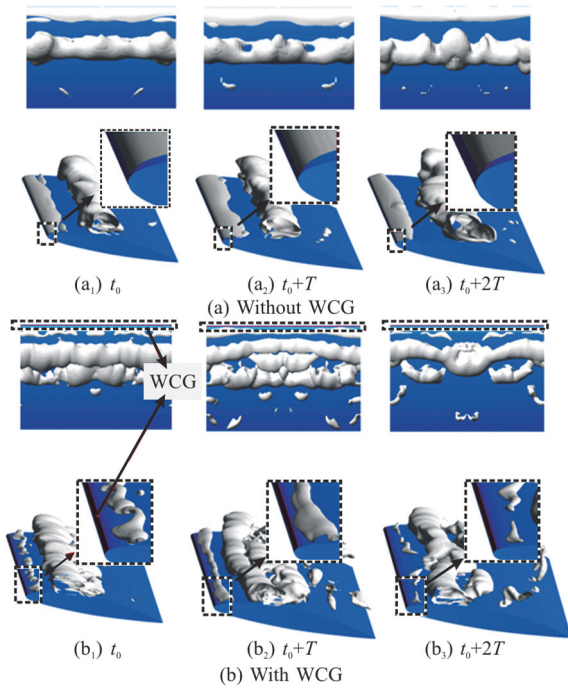 (a₁) t₀ (a₂) t₀+T (a₃) t₀+2T
(a) Without WCG
WCG
(b₁) t₀ (b₂) t₀+T (b₃) t₀+2T
(b) With WCG